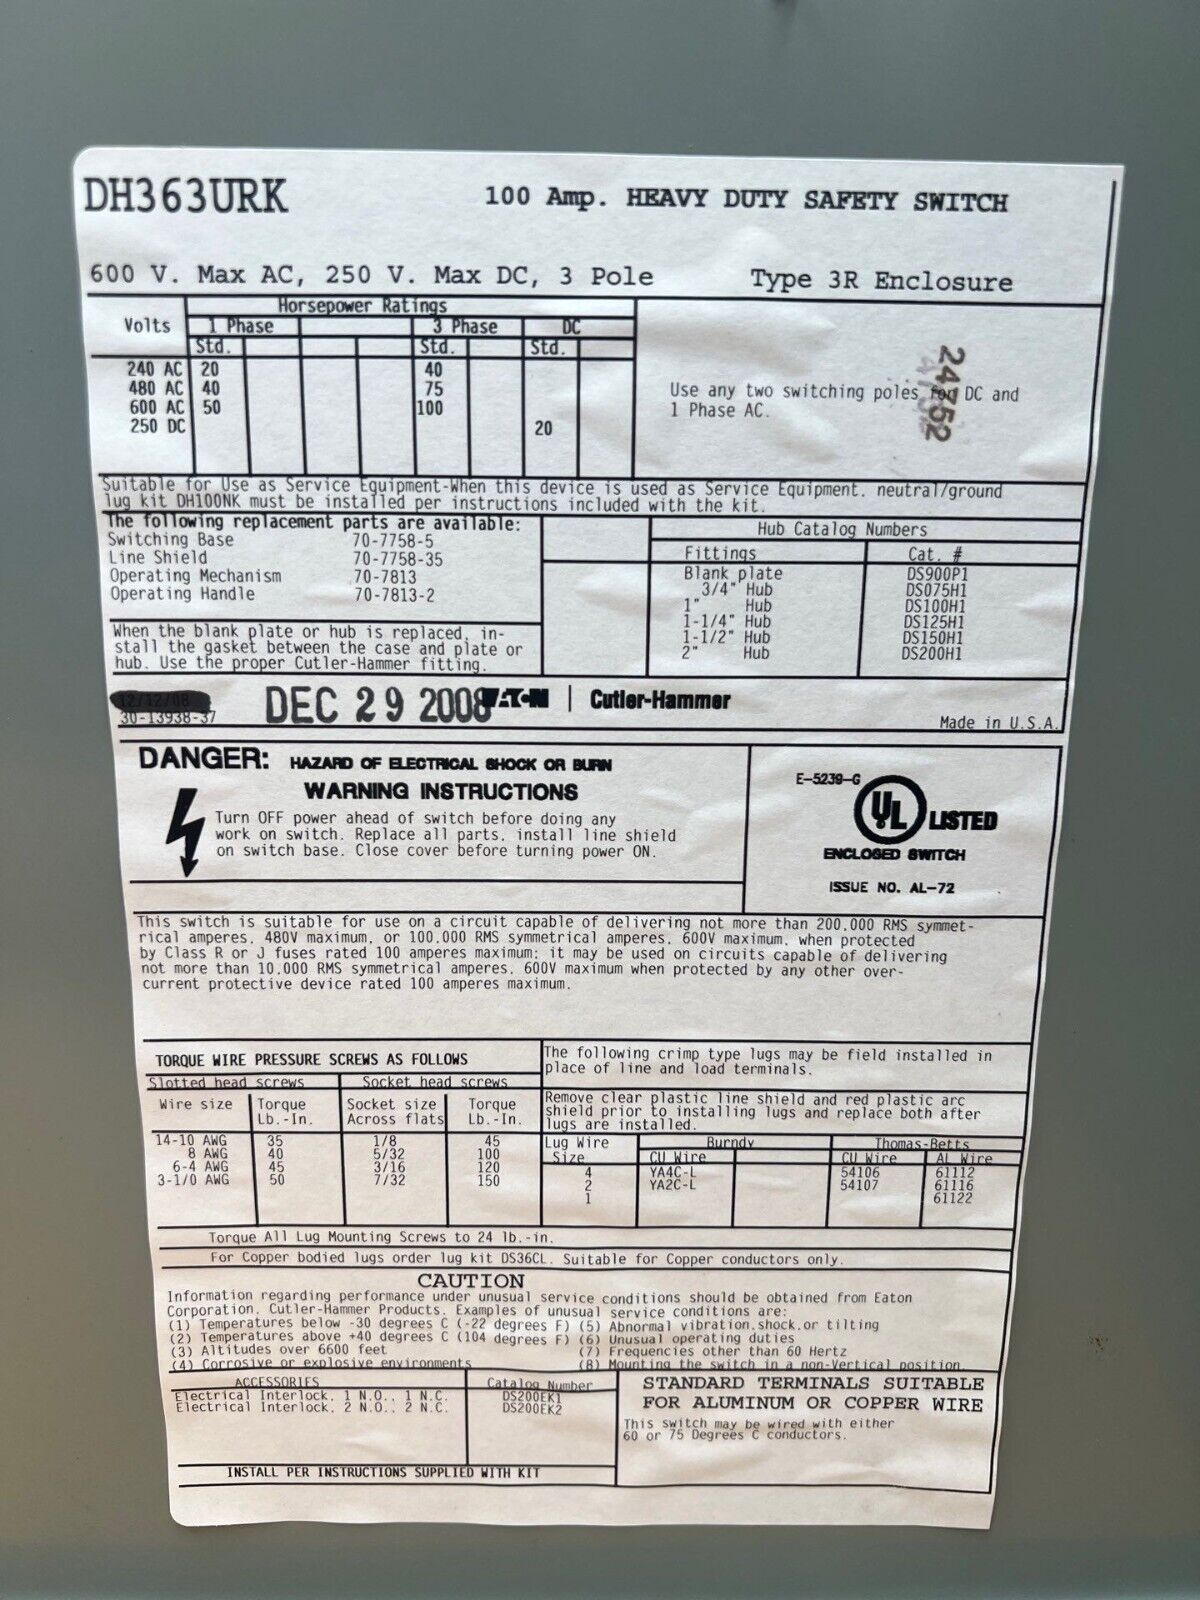 DH363URK 100 Amp. HEAVY DUTY SAFETY SWITCH
600 V. Max AC, 250 V. Max DC, 3 Pole Type 3R Enclosure
Horsepower Ratings
Volts 1 Phase 3 Phase DC
Std. Std. Std.
240 AC 20 40
480 AC 40 75
600 AC 50 100
250 DC 20
Use any two switching poles for DC and
1 Phase AC.
24752
Suitable for Use as Service Equipment-When this device is used as Service Equipment, neutral/ground
lug kit DH100NK must be installed per instructions included with the kit.
The following replacement parts are available:
Switching Base 70-7758-5
Line Shield 70-7758-35
Operating Mechanism 70-7813
Operating Handle 70-7813-2
When the blank plate or hub is replaced, in-
stall the gasket between the case and plate or
hub. Use the proper Cutler-Hammer fitting.
Hub Catalog Numbers
Fittings Cat. #
Blank plate DS900P1
3/4" Hub DS075H1
1" Hub DS100H1
1-1/4" Hub DS125H1
1-1/2" Hub DS150H1
2" Hub DS200H1
12/12/08
30-13938-37
DEC 29 2008
EATON | Cutler-Hammer
Made in U.S.A.
DANGER: HAZARD OF ELECTRICAL SHOCK OR BURN
WARNING INSTRUCTIONS
Turn OFF power ahead of switch before doing any
work on switch. Replace all parts, install line shield
on switch base. Close cover before turning power ON.
E-5239-G
UL LISTED
ENCLOSED SWITCH
ISSUE NO. AL-72
This switch is suitable for use on a circuit capable of delivering not more than 200,000 RMS symmet-
rical amperes, 480V maximum, or 100,000 RMS symmetrical amperes, 600V maximum, when protected
by Class R or J fuses rated 100 amperes maximum; it may be used on circuits capable of delivering
not more than 10,000 RMS symmetrical amperes, 600V maximum when protected by any other over-
current protective device rated 100 amperes maximum.
TORQUE WIRE PRESSURE SCREWS AS FOLLOWS
Slotted head screws Socket head screws
Wire size Torque Lb.-In. Socket size Across flats Torque Lb.-In.
14-10 AWG 35 1/8 45
8 AWG 40 5/32 100
6-4 AWG 45 3/16 120
3-1/0 AWG 50 7/32 150
The following crimp type lugs may be field installed in
place of line and load terminals.
Remove clear plastic line shield and red plastic arc
shield prior to installing lugs and replace both after
lugs are installed.
Lug Wire Size Burndy Thomas-Betts
CU Wire CU Wire AL Wire
4 YA4C-L 54106 61112
2 YA2C-L 54107 61116
1 61122
Torque All Lug Mounting Screws to 24 lb.-in.
For Copper bodied lugs order lug kit DS36CL. Suitable for Copper conductors only.
CAUTION
Information regarding performance under unusual service conditions should be obtained from Eaton
Corporation, Cutler-Hammer Products. Examples of unusual service conditions are:
(1) Temperatures below -30 degrees C (-22 degrees F) (5) Abnormal vibration,shock,or tilting
(2) Temperatures above +40 degrees C (104 degrees F) (6) Unusual operating duties
(3) Altitudes over 6600 feet (7) Frequencies other than 60 Hertz
(4) Corrosive or explosive environments (8) Mounting the switch in a non-Vertical position.
ACCESSORIES Catalog Number
Electrical Interlock, 1 N.O., 1 N.C. DS200EK1
Electrical Interlock, 2 N.O., 2 N.C. DS200EK2
INSTALL PER INSTRUCTIONS SUPPLIED WITH KIT
STANDARD TERMINALS SUITABLE
FOR ALUMINUM OR COPPER WIRE
This switch may be wired with either
60 or 75 Degrees C conductors.